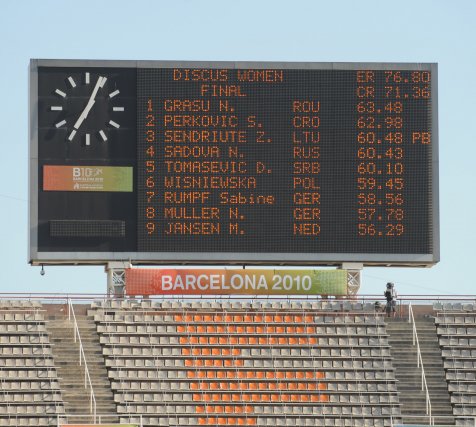 DISCUS WOMEN ER 76.80
FINAL CR 71.36
1 GRASU N. ROU 63.48
2 PERKOVIC S. CRO 62.98
3 SENDRIUTE Z. LTU 60.48 PB
4 SADOVA N. RUS 60.43
5 TOMASEVIC D. SRB 60.10
6 WISNIEWSKA POL 59.45
7 RUMPF Sabine GER 58.56
8 MULLER N. GER 57.78
9 JANSEN M. NED 56.29
BARCELONA 2010